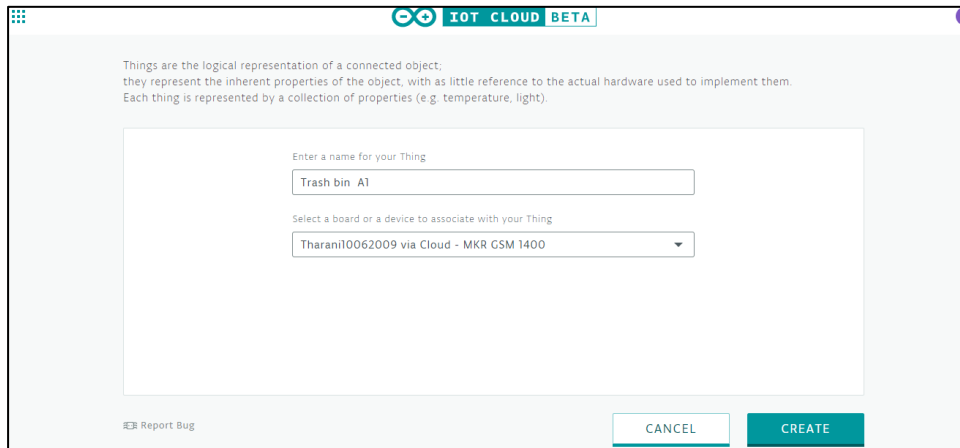 IOT CLOUD BETA
Things are the logical representation of a connected object;
they represent the inherent properties of the object, with as little reference to the actual hardware used to implement them.
Each thing is represented by a collection of properties (e.g. temperature, light).
Enter a name for your Thing
Trash bin  A1
Select a board or a device to associate with your Thing
Tharani10062009 via Cloud - MKR GSM 1400
Report Bug
CANCEL
CREATE